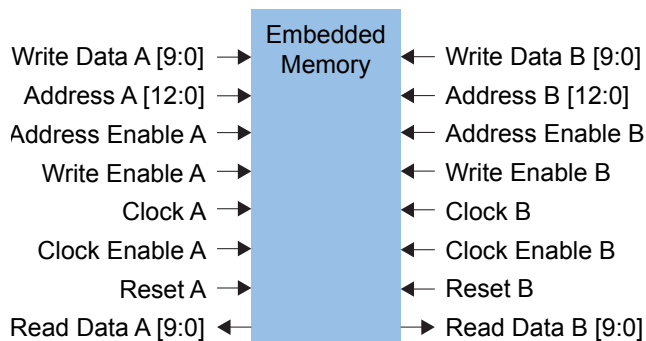 Embedded
Memory
Write Data A [9:0]
Address A [12:0]
Address Enable A
Write Enable A
Clock A
Clock Enable A
Reset A
Read Data A [9:0]
Write Data B [9:0]
Address B [12:0]
Address Enable B
Write Enable B
Clock B
Clock Enable B
Reset B
Read Data B [9:0]